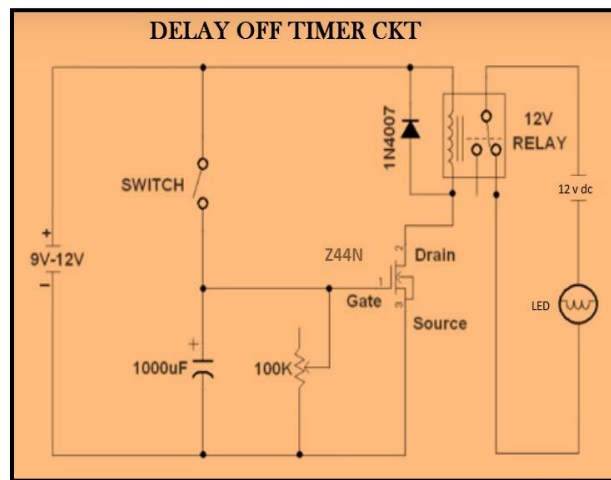 DELAY OFF TIMER CKT
1N4007
12V
RELAY
SWITCH
12 v dc
+
9V-12V
-
Z44N
2
Drain
1
Gate
3
Source
LED
+
1000uF
100K